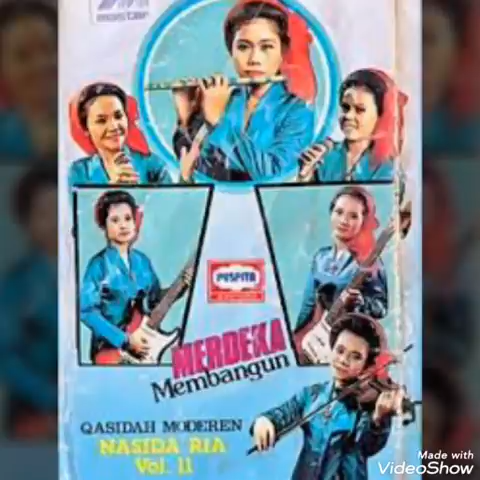 PUSPITA
MERDEKA
Membangun
QASIDAH MODEREN
NASIDA RIA
Vol. 11
Made with
VideoShow